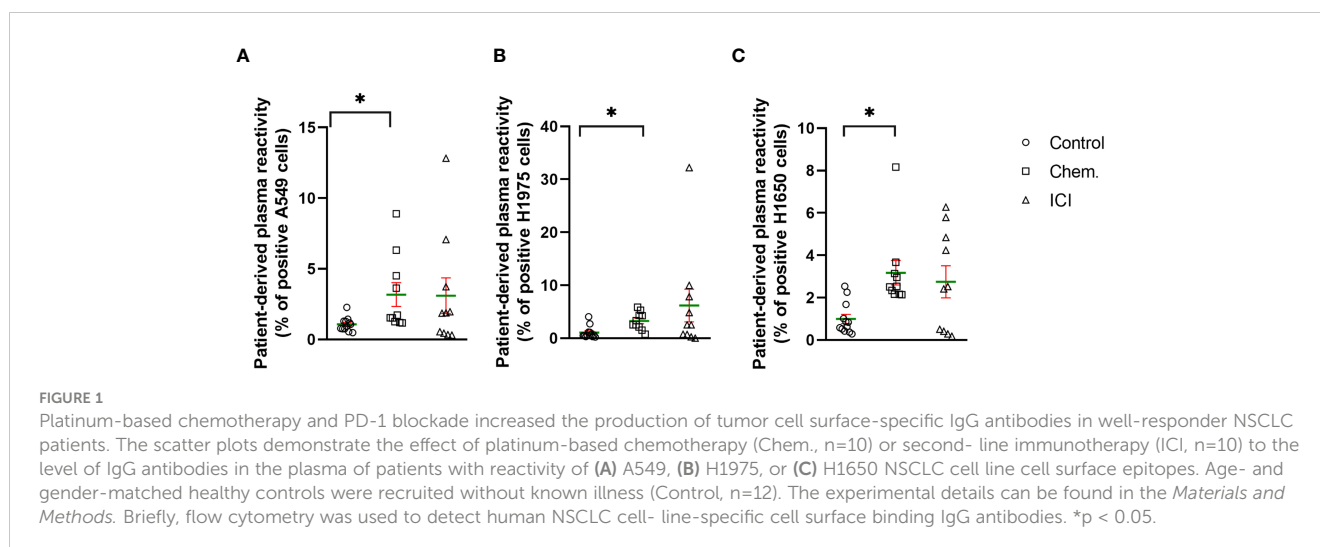 A
B
C
Patient-derived plasma reactivity
(% of positive A549 cells)
15
10
5
0
*
Patient-derived plasma reactivity
(% of positive H1975 cells)
40
30
20
10
0
*
Patient-derived plasma reactivity
(% of positive H1650 cells)
10
8
6
4
2
0
*
Control
Chem.
ICI
FIGURE 1
Platinum-based chemotherapy and PD-1 blockade increased the production of tumor cell surface-specific IgG antibodies in well-responder NSCLC
patients. The scatter plots demonstrate the effect of platinum-based chemotherapy (Chem., n=10) or second- line immunotherapy (ICI, n=10) to the
level of IgG antibodies in the plasma of patients with reactivity of (A) A549, (B) H1975, or (C) H1650 NSCLC cell line cell surface epitopes. Age- and
gender-matched healthy controls were recruited without known illness (Control, n=12). The experimental details can be found in the Materials and
Methods. Briefly, flow cytometry was used to detect human NSCLC cell- line-specific cell surface binding IgG antibodies. *p < 0.05.